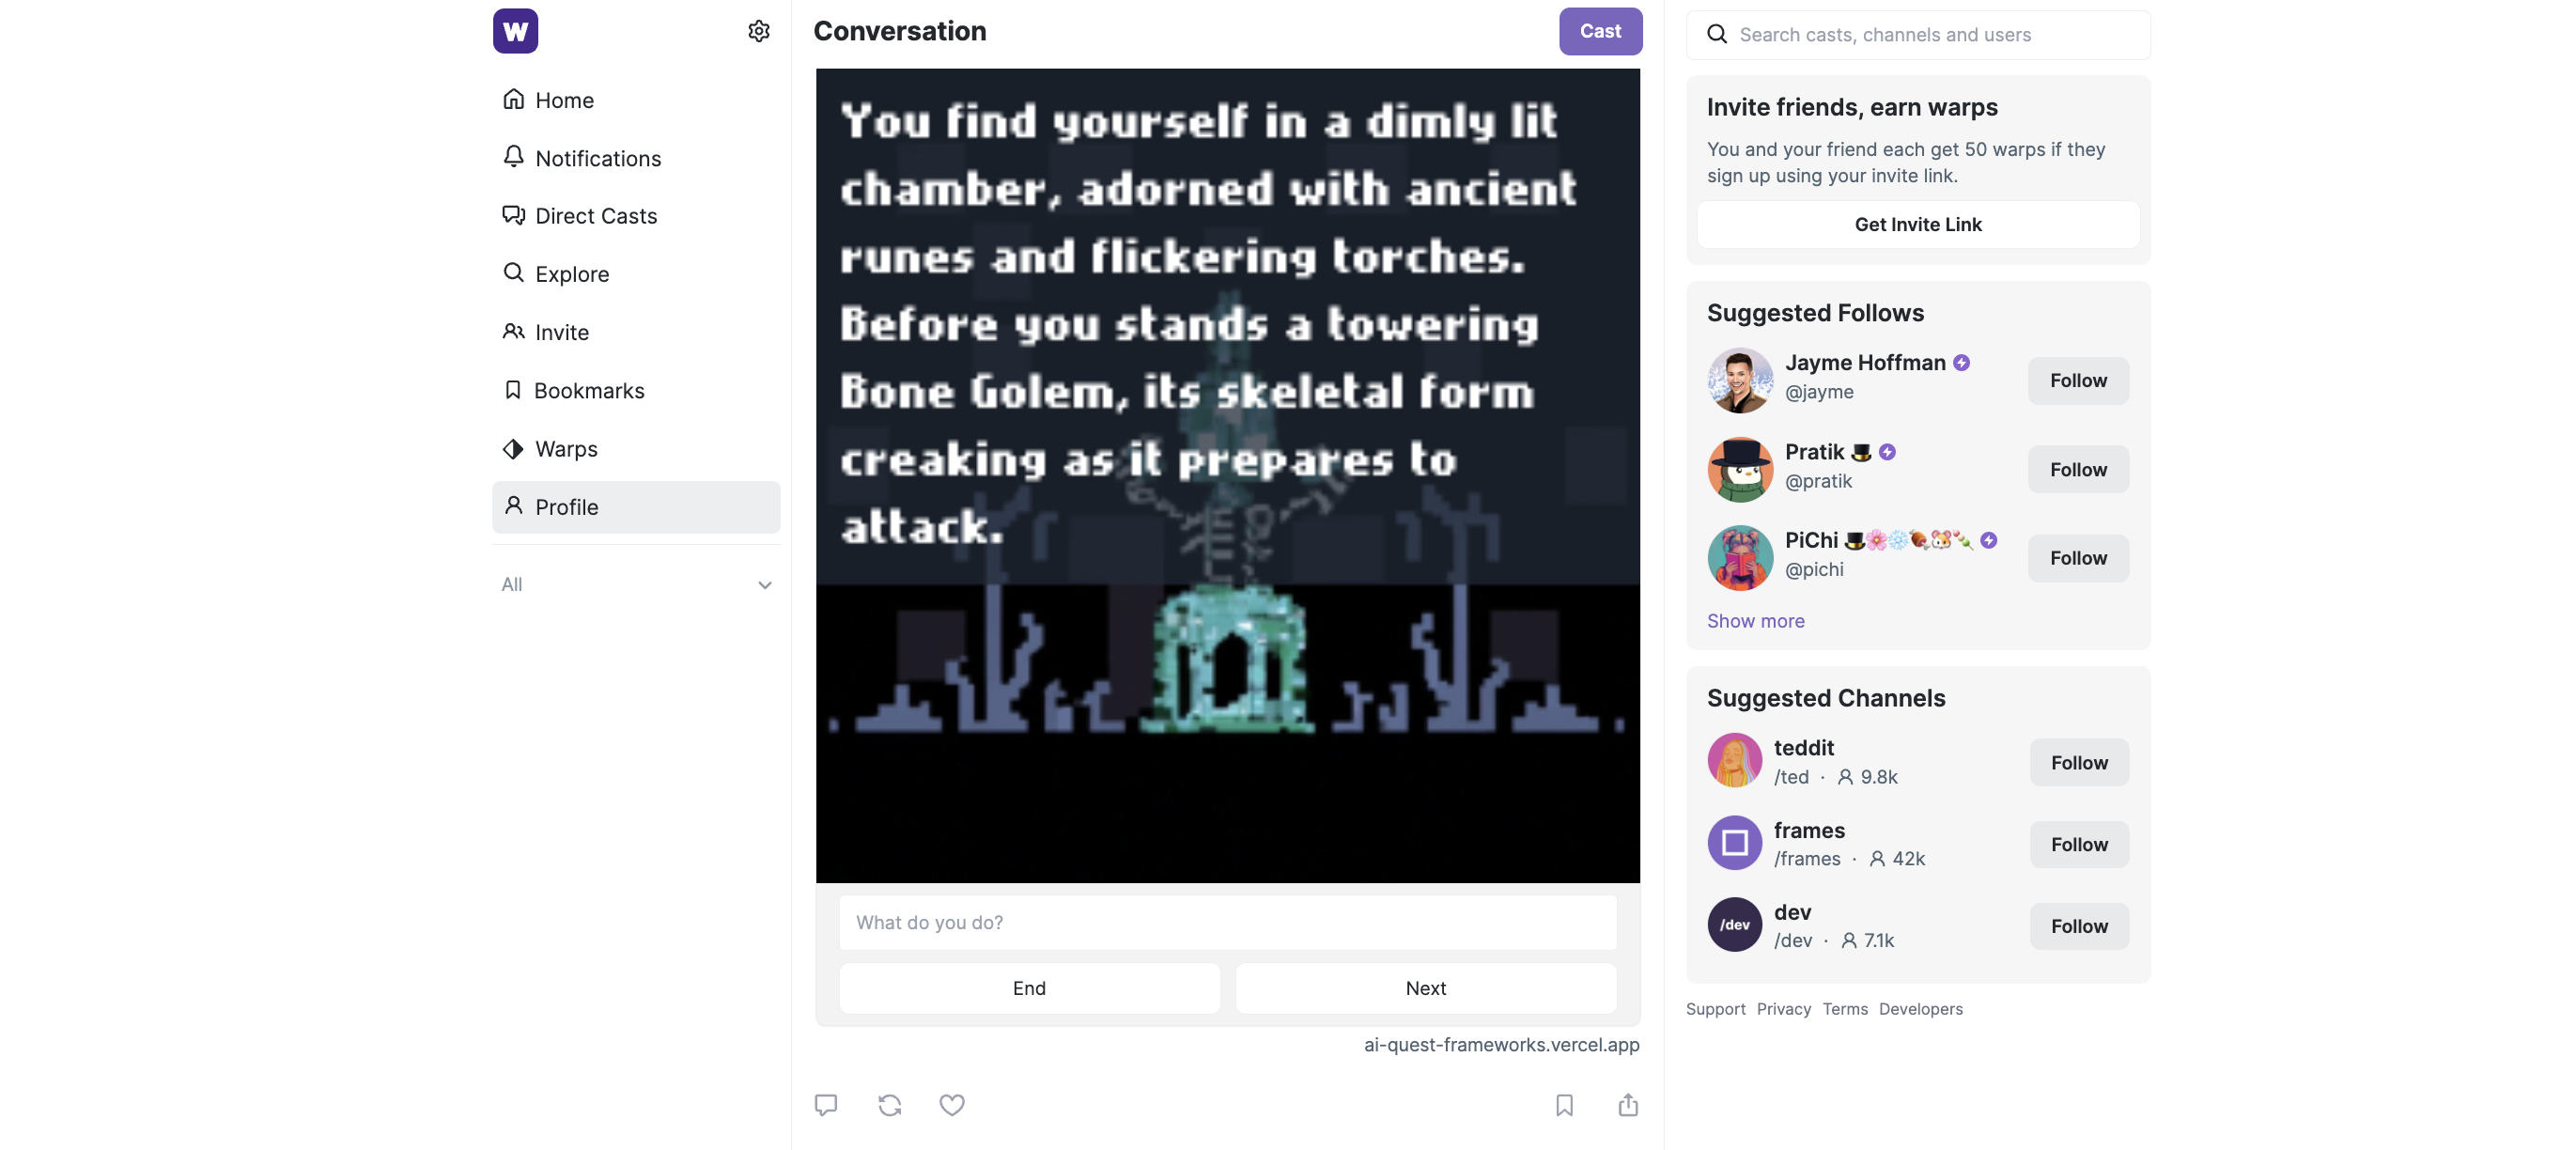 W
Home
Notifications
Direct Casts
Explore
Invite
Bookmarks
Warps
Profile
All
Conversation
Cast
You find yourself in a dimly lit
chamber, adorned with ancient
runes and flickering torches.
Before you stands a towering
Bone Golem, its skeletal form
creaking as it prepares to
attack.
What do you do?
End
Next
ai-quest-frameworks.vercel.app
Search casts, channels and users
Invite friends, earn warps
You and your friend each get 50 warps if they
sign up using your invite link.
Get Invite Link
Suggested Follows
Jayme Hoffman
@jayme
Follow
Pratik 🎩
@pratik
Follow
PiChi 🎩🌸❄️🍖🐹🍡
@pichi
Follow
Show more
Suggested Channels
teddit
/ted · 9.8k
Follow
frames
/frames · 42k
Follow
/dev
dev
/dev · 7.1k
Follow
Support Privacy Terms Developers